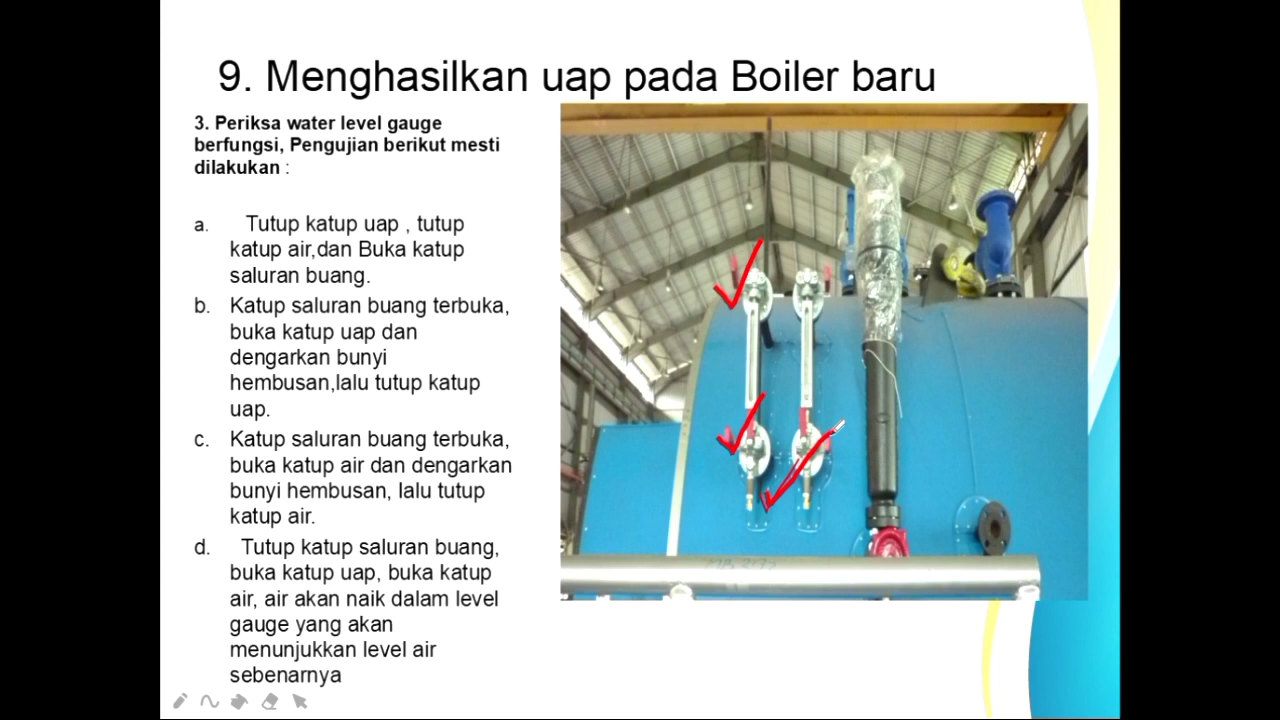 9. Menghasilkan uap pada Boiler baru
3. Periksa water level gauge
berfungsi, Pengujian berikut mesti
dilakukan :
a. Tutup katup uap , tutup
katup air,dan Buka katup
saluran buang.
b. Katup saluran buang terbuka,
buka katup uap dan
dengarkan bunyi
hembusan,lalu tutup katup
uap.
c. Katup saluran buang terbuka,
buka katup air dan dengarkan
bunyi hembusan, lalu tutup
katup air.
d. Tutup katup saluran buang,
buka katup uap, buka katup
air, air akan naik dalam level
gauge yang akan
menunjukkan level air
sebenarnya